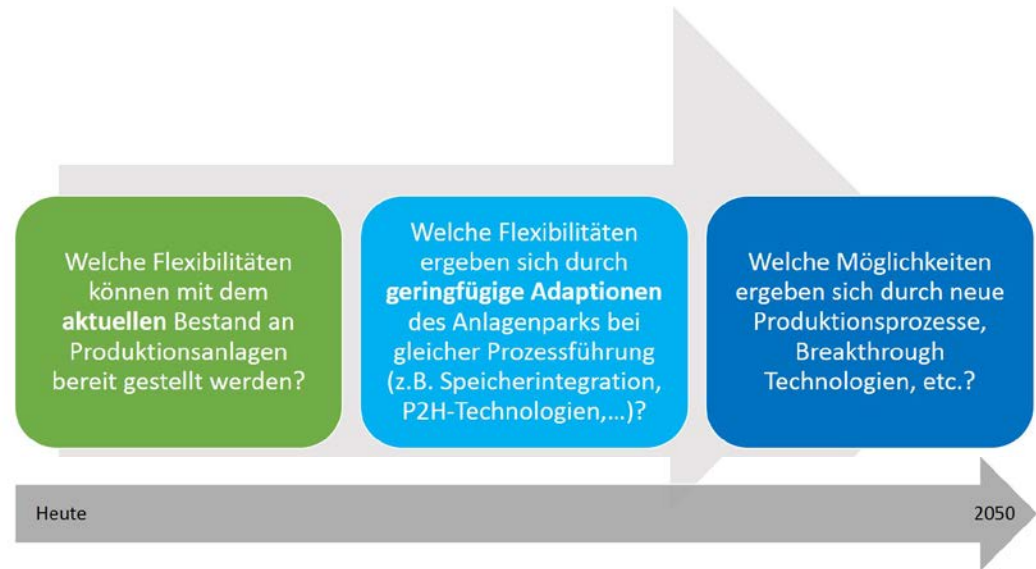 Welche Flexibilitäten
können mit dem
aktuellen Bestand an
Produktionsanlagen
bereit gestellt werden?
Welche Flexibilitäten
ergeben sich durch
geringfügige Adaptionen
des Anlagenparks bei
gleicher Prozessführung
(z.B. Speicherintegration,
P2H-Technologien,...)?
Welche Möglichkeiten
ergeben sich durch neue
Produktionsprozesse,
Breakthrough
Technologien, etc.?
Heute
2050